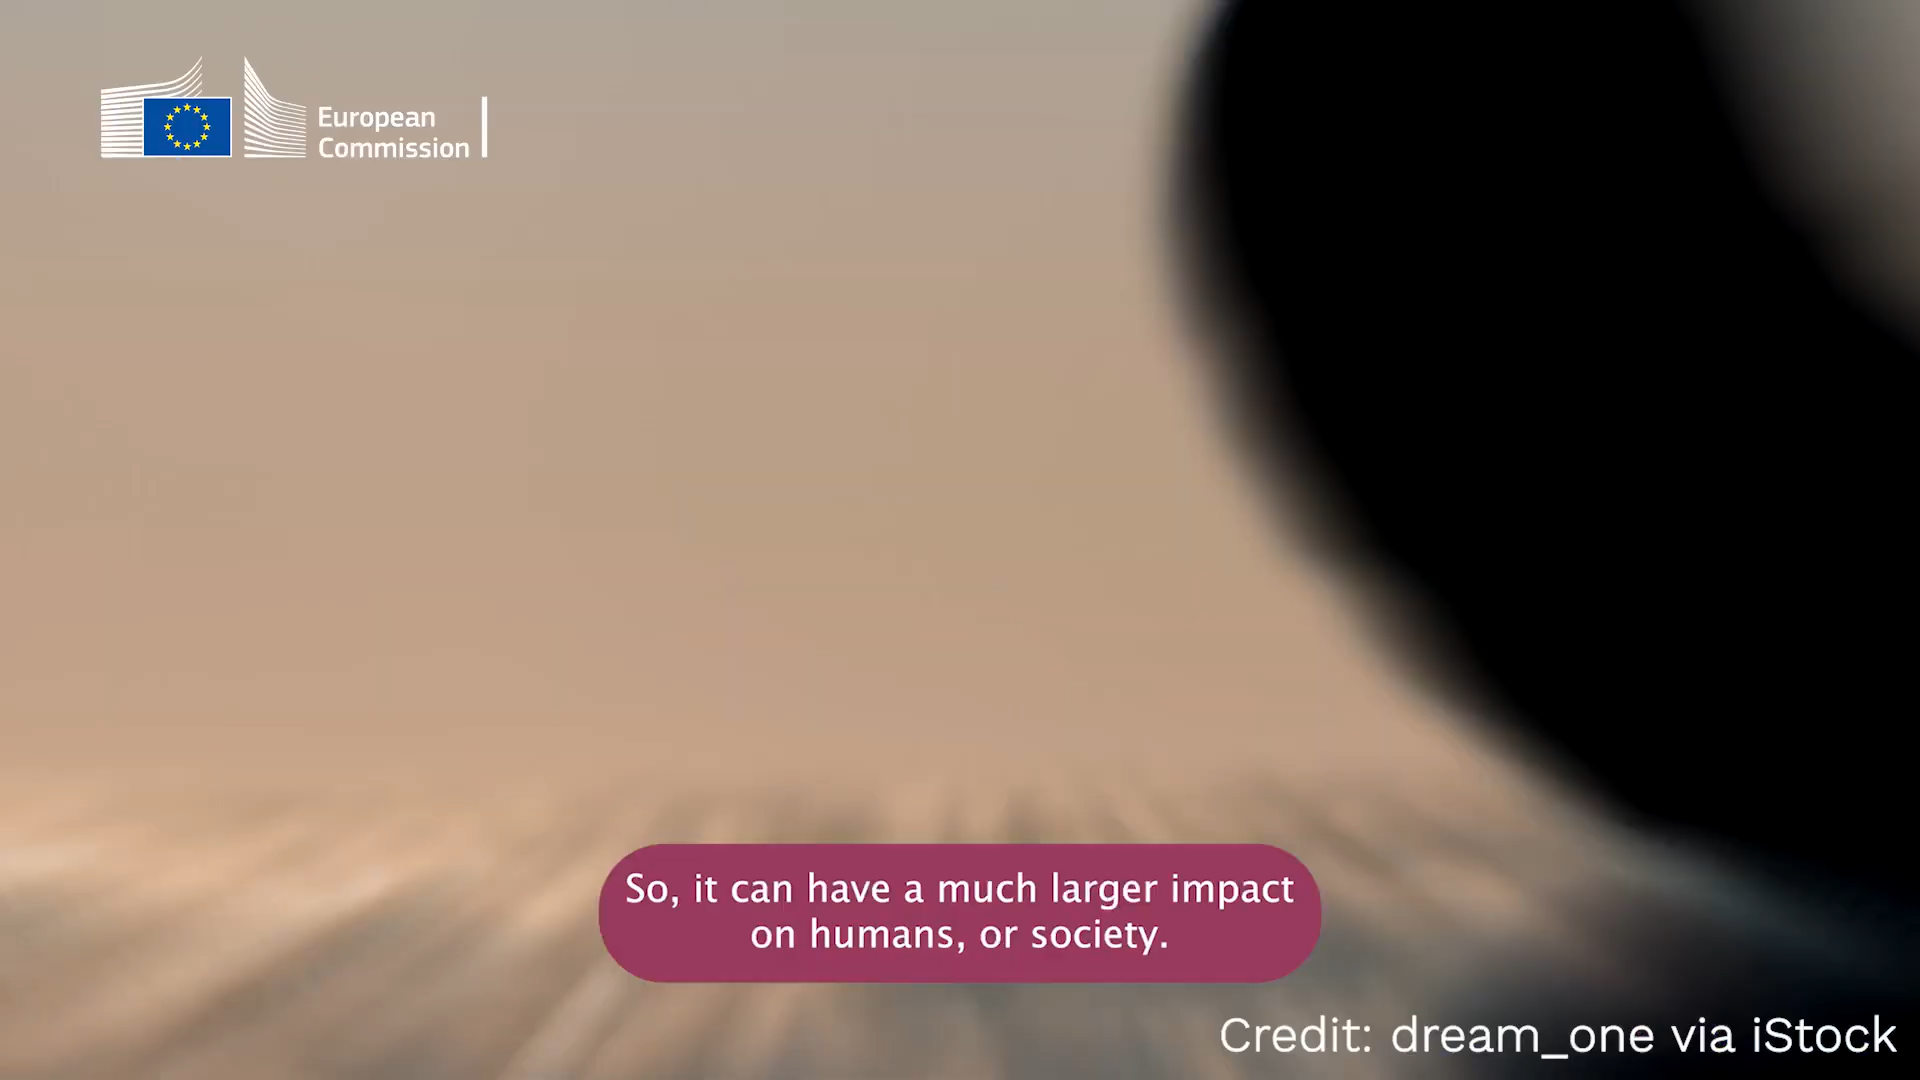 European
Commission
So, it can have a much larger impact
on humans, or society.
Credit: dream_one via iStock